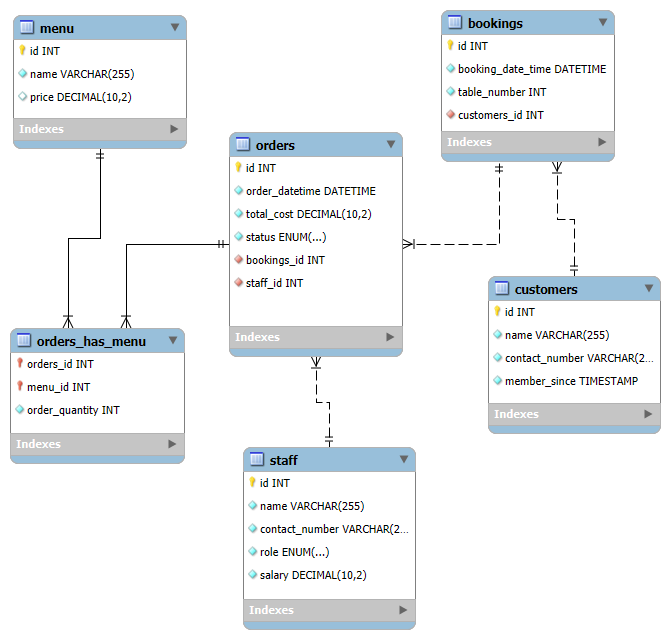 menu
id INT
name VARCHAR(255)
price DECIMAL(10,2)
Indexes
bookings
id INT
booking_date_time DATETIME
table_number INT
customers_id INT
Indexes
orders
id INT
order_datetime DATETIME
total_cost DECIMAL(10,2)
status ENUM(...)
bookings_id INT
staff_id INT
Indexes
customers
id INT
name VARCHAR(255)
contact_number VARCHAR(2...
member_since TIMESTAMP
Indexes
orders_has_menu
orders_id INT
menu_id INT
order_quantity INT
Indexes
staff
id INT
name VARCHAR(255)
contact_number VARCHAR(2...
role ENUM(...)
salary DECIMAL(10,2)
Indexes